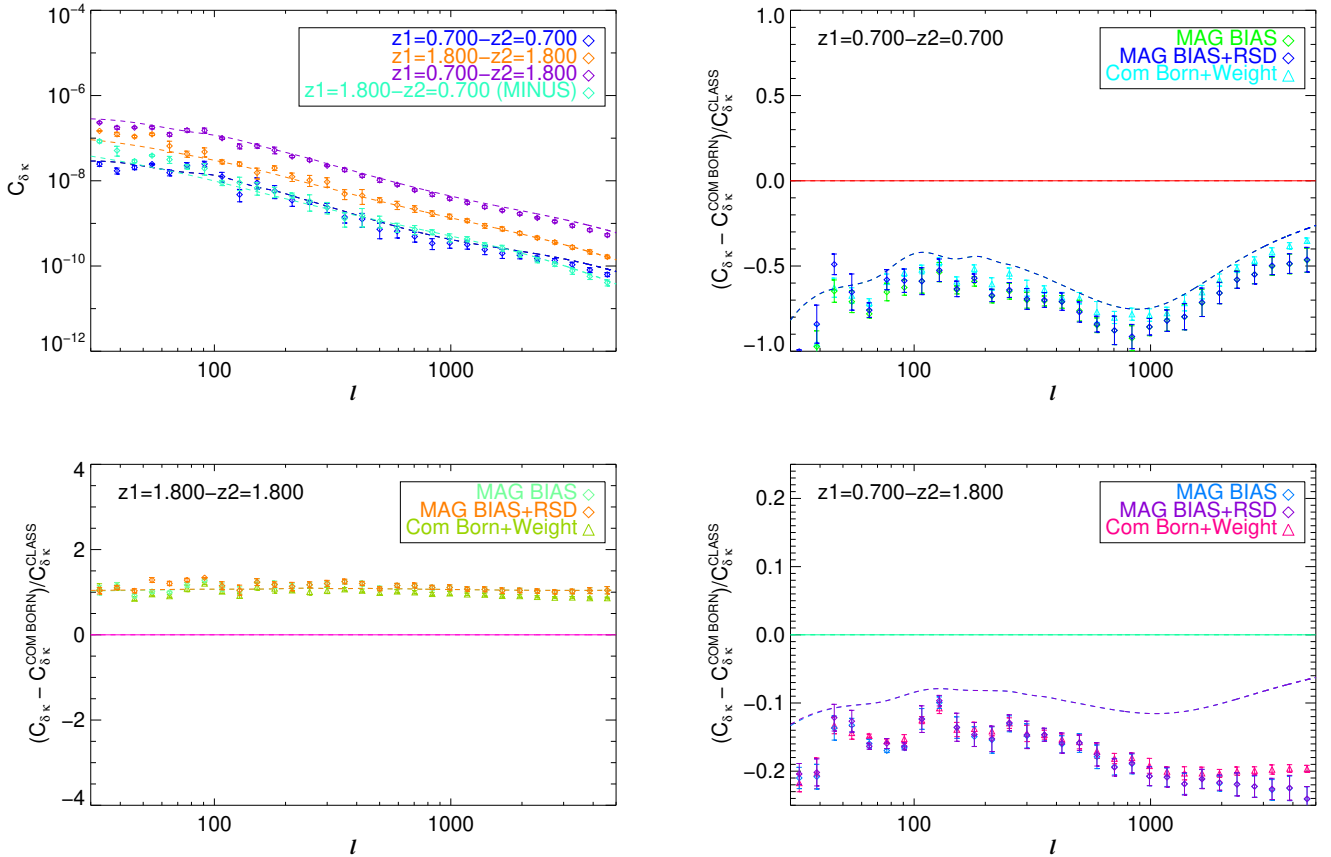 z1=0.700−z2=0.700
z1=1.800−z2=1.800
z1=0.700−z2=1.800
z1=1.800−z2=0.700 (MINUS)
10⁻⁴
10⁻⁶
10⁻⁸
10⁻¹⁰
10⁻¹²
C_δκ
100
1000
l
z1=0.700−z2=0.700
MAG BIAS
MAG BIAS+RSD
Com Born+Weight
1.0
0.5
0.0
−0.5
−1.0
(C_δκ − C_δκ^COM BORN)/C_δκ^CLASS
100
1000
l
z1=1.800−z2=1.800
MAG BIAS
MAG BIAS+RSD
Com Born+Weight
4
2
0
−2
−4
(C_δκ − C_δκ^COM BORN)/C_δκ^CLASS
100
1000
l
z1=0.700−z2=1.800
MAG BIAS
MAG BIAS+RSD
Com Born+Weight
0.2
0.1
0.0
−0.1
−0.2
(C_δκ − C_δκ^COM BORN)/C_δκ^CLASS
100
1000
l